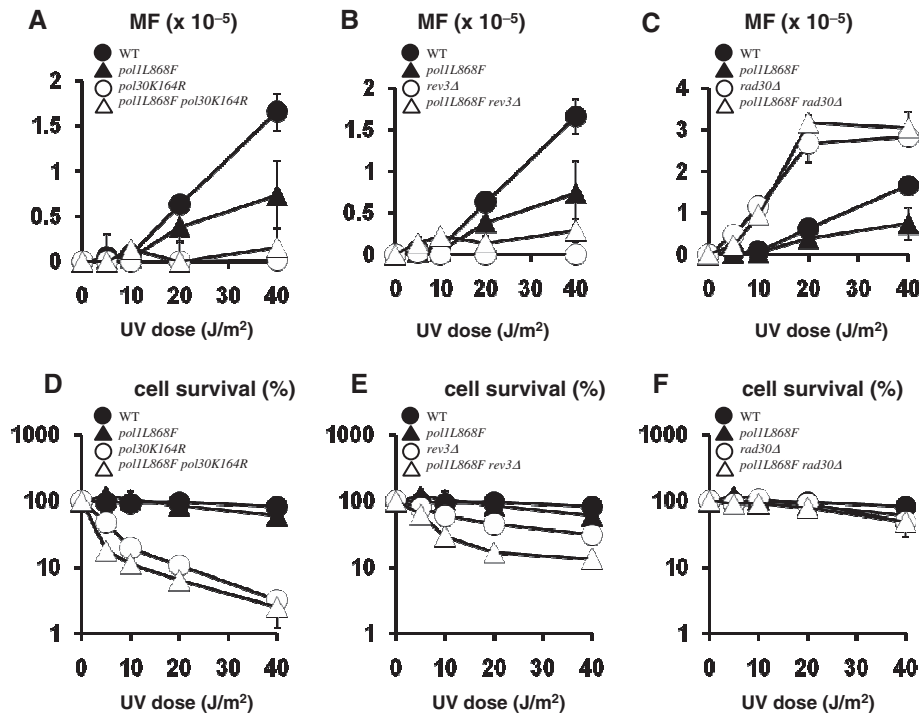 A MF (x 10⁻⁵)
WT
pol1L868F
pol30K164R
pol1L868F pol30K164R
2
1.5
1
0.5
0
0 10 20 30 40
UV dose (J/m²)
B MF (x 10⁻⁵)
WT
pol1L868F
rev3Δ
pol1L868F rev3Δ
2
1.5
1
0.5
0
0 10 20 30 40
UV dose (J/m²)
C MF (x 10⁻⁵)
WT
pol1L868F
rad30Δ
pol1L868F rad30Δ
4
3
2
1
0
0 10 20 30 40
UV dose (J/m²)
D cell survival (%)
WT
pol1L868F
pol30K164R
pol1L868F pol30K164R
1000
100
10
1
0 10 20 30 40
UV dose (J/m²)
E cell survival (%)
WT
pol1L868F
rev3Δ
pol1L868F rev3Δ
1000
100
10
1
0 10 20 30 40
UV dose (J/m²)
F cell survival (%)
WT
pol1L868F
rad30Δ
pol1L868F rad30Δ
1000
100
10
1
0 10 20 30 40
UV dose (J/m²)